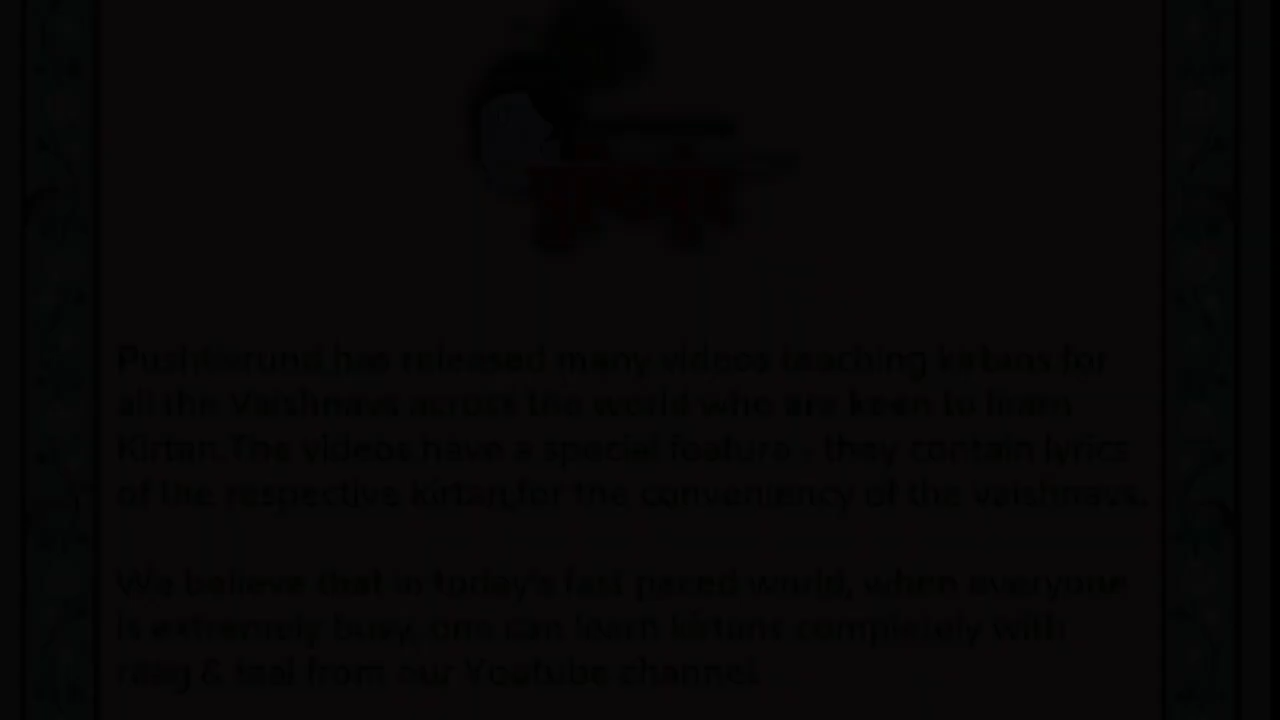 Pushtikund has released many videos teaching kirtans for
all the Vaishnavs across the world who are keen to learn
Kirtan.The videos have a special feature - they contain lyrics
of the respective kirtan,for the conveniency of the vaishnavs.
We believe that in today's fast paced world, when everyone
is extremely busy, one can learn kirtans completely with
raag & taal from our Youtube channel